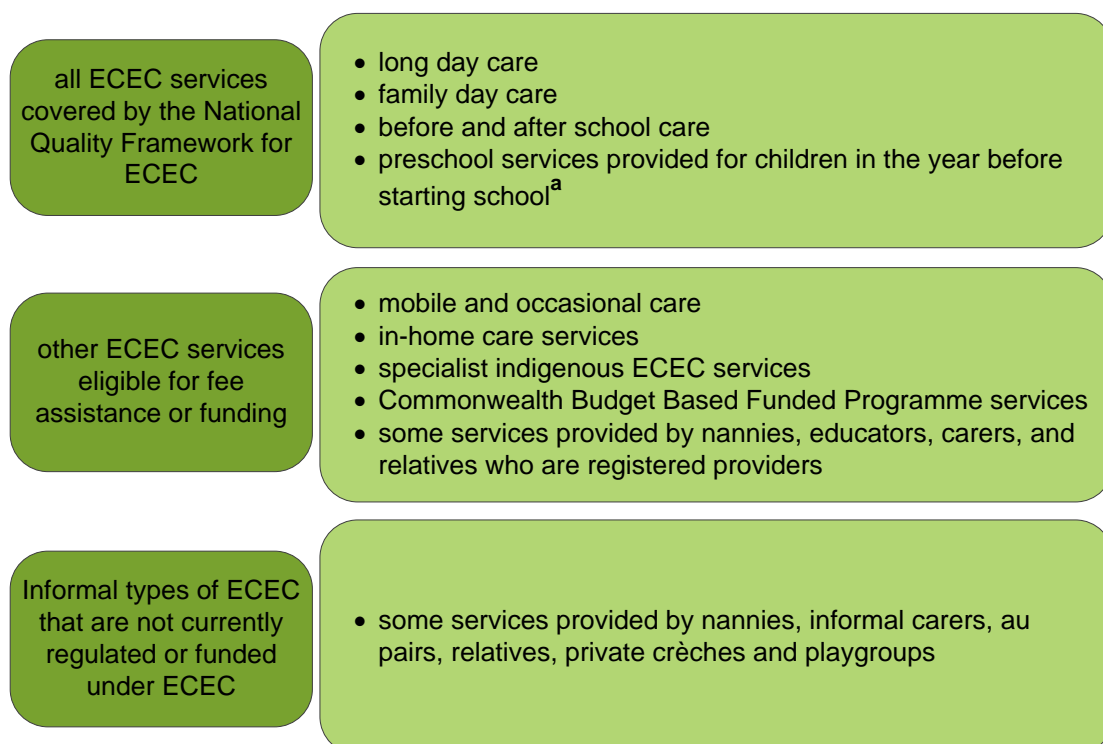 all ECEC services
covered by the National
Quality Framework for
ECEC
• long day care
• family day care
• before and after school care
• preschool services provided for children in the year before
starting school^a
other ECEC services
eligible for fee
assistance or funding
• mobile and occasional care
• in-home care services
• specialist indigenous ECEC services
• Commonwealth Budget Based Funded Programme services
• some services provided by nannies, educators, carers, and
relatives who are registered providers
Informal types of ECEC
that are not currently
regulated or funded
under ECEC
• some services provided by nannies, informal carers, au
pairs, relatives, private crèches and playgroups